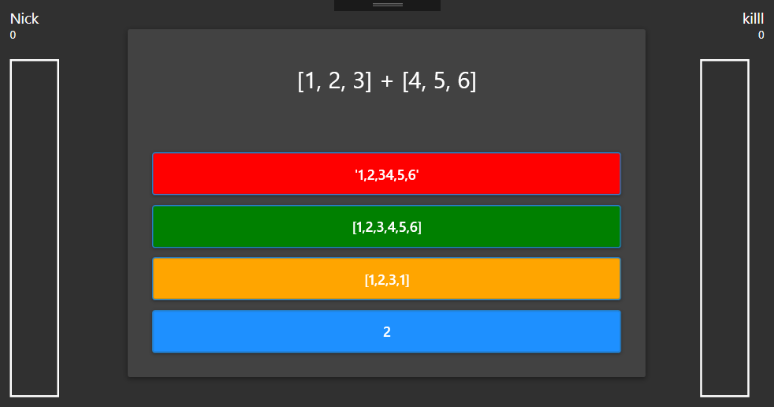 Nick
0
killl
0
[1, 2, 3] + [4, 5, 6]
'1,2,34,5,6'
[1,2,3,4,5,6]
[1,2,3,1]
2